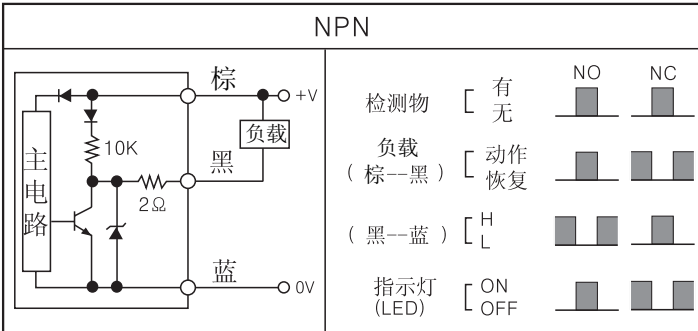 NPN
棕
+V
负载
10K
黑
2Ω
主电路
蓝
0V
NO NC
检测物 有
无
负载 动作
( 棕--黑 ) 恢复
( 黑--蓝 ) H
L
指示灯 ON
(LED) OFF